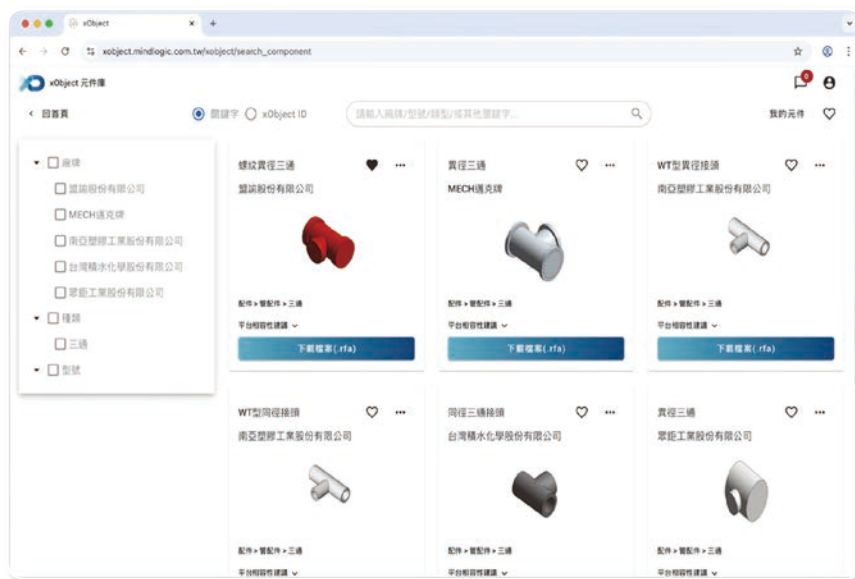 xObject
xobject.mindlogic.com.tw/xobject/search_component
xObject 元件庫
0
回首頁
關鍵字
xObject ID
請輸入廠牌/型號/類型/或其他關鍵字...
我的元件
廠牌
盟諭股份有限公司
MECH邁克牌
南亞塑膠工業股份有限公司
台灣積水化學股份有限公司
眾鉅工業股份有限公司
種類
三通
型號
螺紋異徑三通
盟諭股份有限公司
配件 > 管配件 > 三通
平台相容性建議
下載檔案(.rfa)
異徑三通
MECH邁克牌
配件 > 管配件 > 三通
平台相容性建議
下載檔案(.rfa)
WT型異徑接頭
南亞塑膠工業股份有限公司
配件 > 管配件 > 三通
平台相容性建議
下載檔案(.rfa)
WT型同徑接頭
南亞塑膠工業股份有限公司
配件 > 管配件 > 三通
平台相容性建議
同徑三通接頭
台灣積水化學股份有限公司
配件 > 管配件 > 三通
平台相容性建議
異徑三通
眾鉅工業股份有限公司
配件 > 管配件 > 三通
平台相容性建議